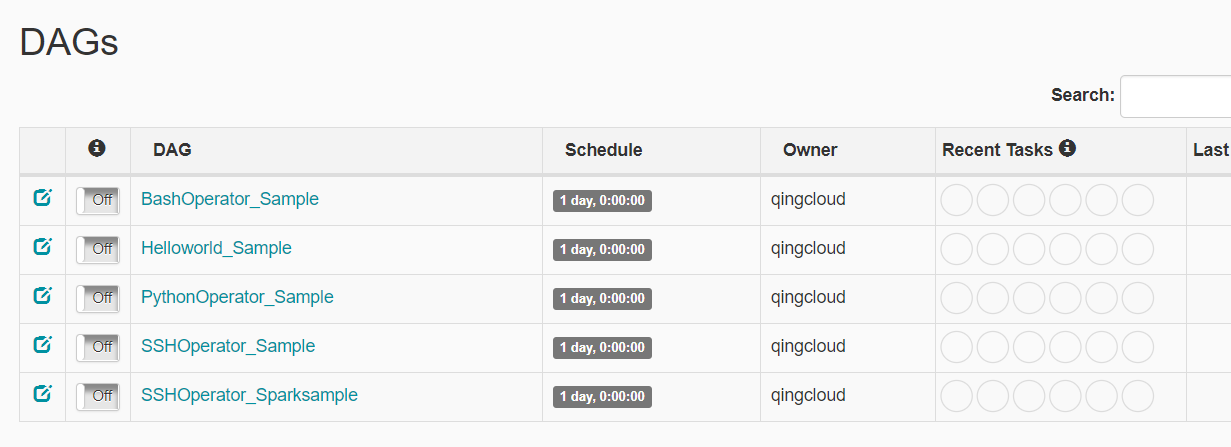 DAGs
Search:
DAG Schedule Owner Recent Tasks Last
Off BashOperator_Sample 1 day, 0:00:00 qingcloud
Off Helloworld_Sample 1 day, 0:00:00 qingcloud
Off PythonOperator_Sample 1 day, 0:00:00 qingcloud
Off SSHOperator_Sample 1 day, 0:00:00 qingcloud
Off SSHOperator_Sparksample 1 day, 0:00:00 qingcloud